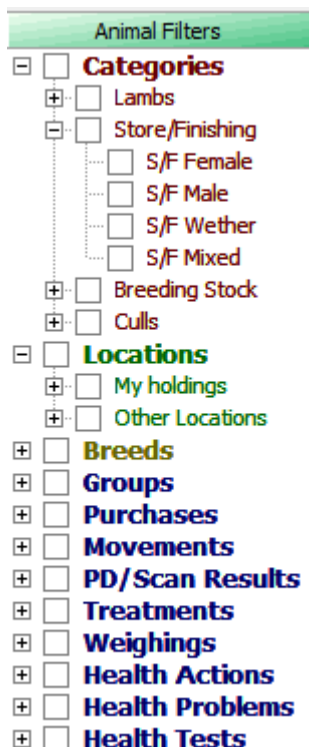 Animal Filters
Categories
Lambs
Store/Finishing
S/F Female
S/F Male
S/F Wether
S/F Mixed
Breeding Stock
Culls
Locations
My holdings
Other Locations
Breeds
Groups
Purchases
Movements
PD/Scan Results
Treatments
Weighings
Health Actions
Health Problems
Health Tests